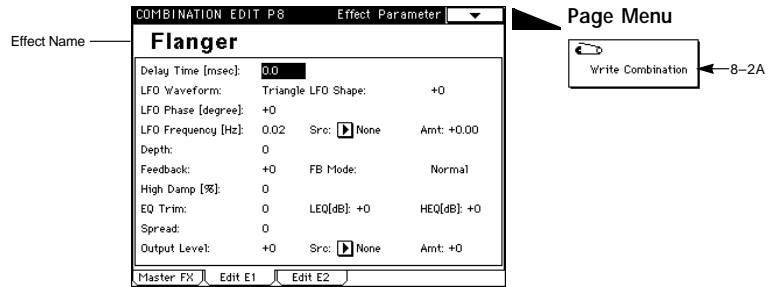 COMBINATION EDIT P8 Effect Parameter
Page Menu
Effect Name
Flanger
Write Combination
8–2A
Delay Time [msec]: 0.0
LFO Waveform: Triangle LFO Shape: +0
LFO Phase [degree]: +0
LFO Frequency [Hz]: 0.02 Src: None Amt: +0.00
Depth: 0
Feedback: +0 FB Mode: Normal
High Damp [%]: 0
EQ Trim: 0 LEQ[dB]: +0 HEQ[dB]: +0
Spread: 0
Output Level: +0 Src: None Amt: +0
Master FX Edit E1 Edit E2